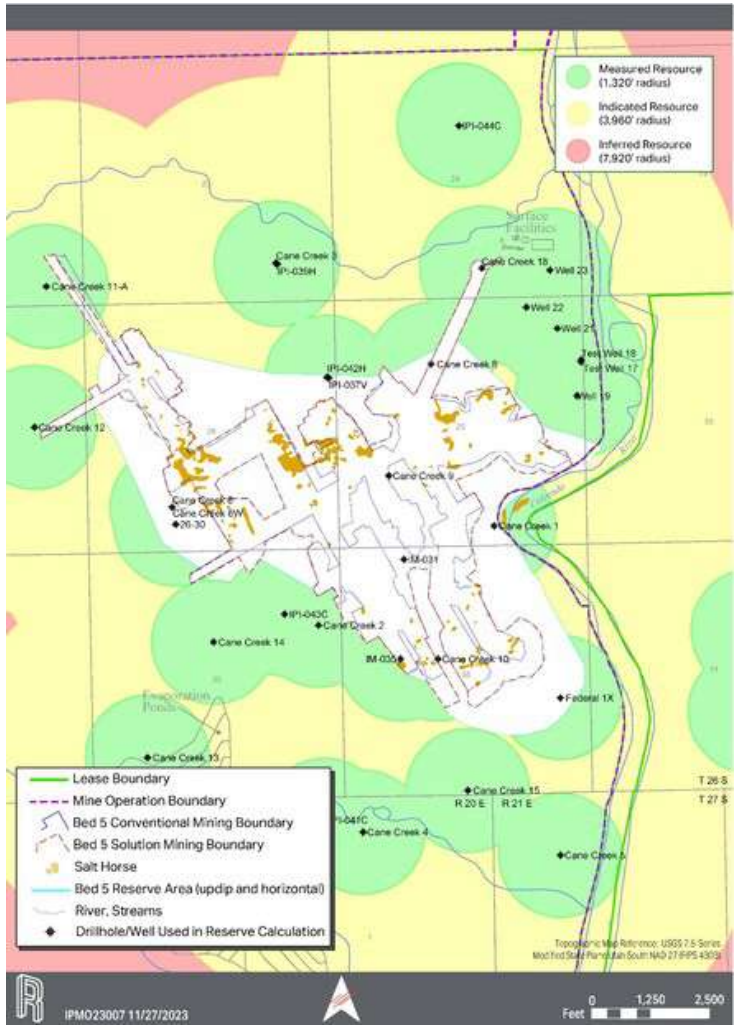 Measured Resource
(1,320' radius)
Indicated Resource
(3,960' radius)
Inferred Resource
(7,920' radius)
IPI-044C
Surface
Facilities
Cane Creek 3
IPI-039H
Cane Creek 18
Well 23
Cane Creek 11-A
Well 22
Well 21
Test Well 18
Test Well 17
Cane Creek 8
IPI-042H
IPI-037V
Well 19
Cane Creek 12
River
Cane Creek 9
Colorado
Cane Creek 6
Cane Creek 6W
26-30
Cane Creek 1
IM-031
IPI-043C
Cane Creek 2
Cane Creek 14
IM-035
Cane Creek 10
Evaporation
Ponds
Federal 1X
Cane Creek 13
T 26 S
T 27 S
Cane Creek 15
R 20 E R 21 E
Cane Creek 4
Cane Creek 5
Lease Boundary
Mine Operation Boundary
Bed 5 Conventional Mining Boundary
Bed 5 Solution Mining Boundary
Salt Horse
Bed 5 Reserve Area (updip and horizontal)
River, Streams
Drillhole/Well Used in Reserve Calculation
Topographic Map Reference: USGS 7.5 Series
Modified State Plane Utah South NAD 27 (FIPS 4303)
IPMO23007 11/27/2023
Feet
0 1,250 2,500